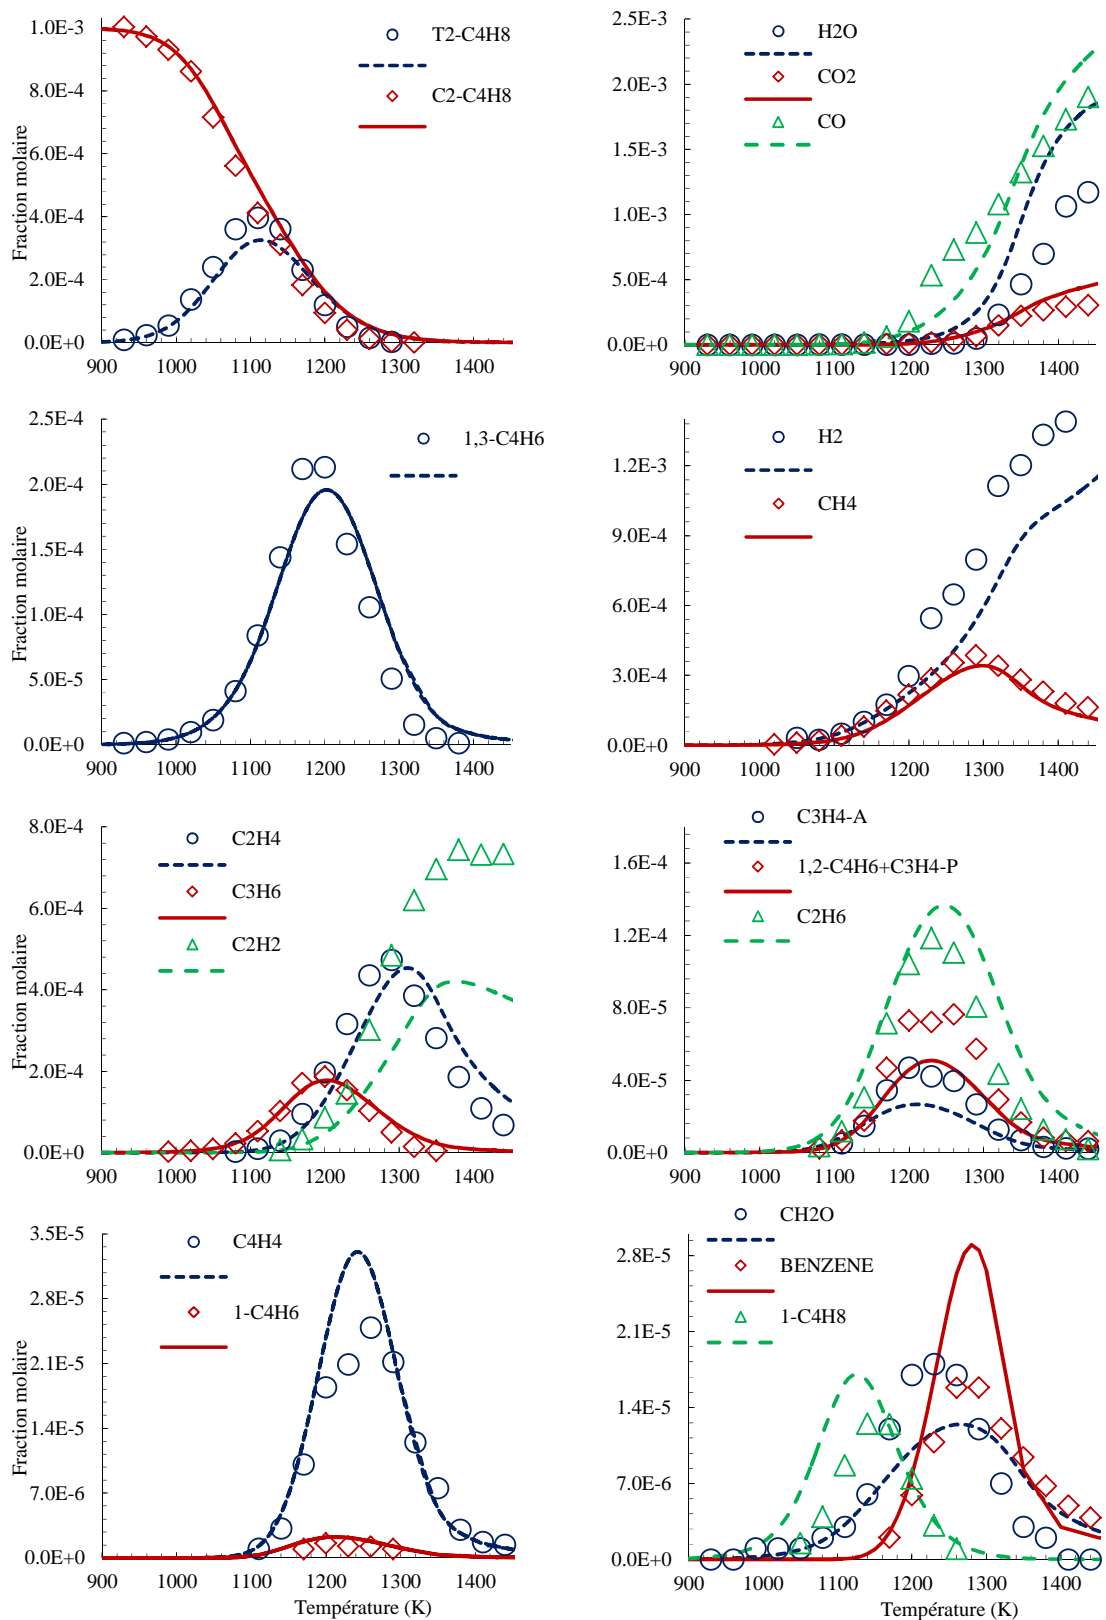 1.0E-3
8.0E-4
6.0E-4
4.0E-4
2.0E-4
0.0E+0
900 1000 1100 1200 1300 1400
Fraction molaire
T2-C4H8
C2-C4H8
2.5E-3
2.0E-3
1.5E-3
1.0E-3
5.0E-4
0.0E+0
900 1000 1100 1200 1300 1400
H2O
CO2
CO
2.5E-4
2.0E-4
1.5E-4
1.0E-4
5.0E-5
0.0E+0
900 1000 1100 1200 1300 1400
Fraction molaire
1,3-C4H6
1.2E-3
9.0E-4
6.0E-4
3.0E-4
0.0E+0
900 1000 1100 1200 1300 1400
H2
CH4
8.0E-4
6.0E-4
4.0E-4
2.0E-4
0.0E+0
900 1000 1100 1200 1300 1400
Fraction molaire
C2H4
C3H6
C2H2
1.6E-4
1.2E-4
8.0E-5
4.0E-5
0.0E+0
900 1000 1100 1200 1300 1400
C3H4-A
1,2-C4H6+C3H4-P
C2H6
3.5E-5
2.8E-5
2.1E-5
1.4E-5
7.0E-6
0.0E+0
900 1000 1100 1200 1300 1400
Fraction molaire
Température (K)
C4H4
1-C4H6
2.8E-5
2.1E-5
1.4E-5
7.0E-6
0.0E+0
900 1000 1100 1200 1300 1400
Température (K)
CH2O
BENZENE
1-C4H8